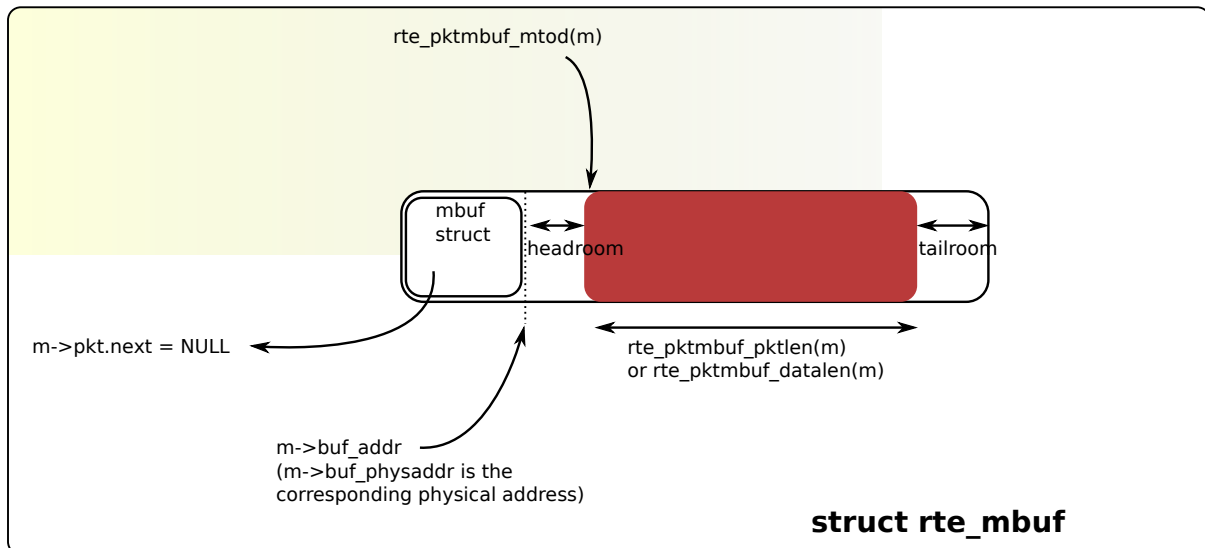 rte_pktmbuf_mtod(m)
mbuf
struct
headroom
tailroom
m->pkt.next = NULL
rte_pktmbuf_pktlen(m)
or rte_pktmbuf_datalen(m)
m->buf_addr
(m->buf_physaddr is the
corresponding physical address)
struct rte_mbuf